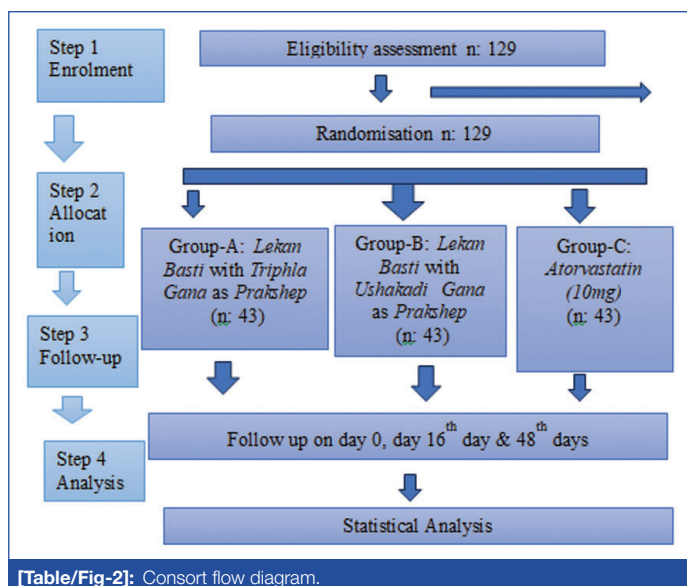 Step 1
Enrolment
Eligibility assessment n: 129
Randomisation n: 129
Step 2
Allocat
ion
Group-A: Lekan
Basti with Triphla
Gana as Prakshep
(n: 43)
Group-B: Lekan
Basti with
Ushakadi Gana
as Prakshep
(n: 43)
Group-C:
Atorvastatin
(10mg)
(n: 43)
Step 3
Follow-up
Follow up on day 0, day 16th day & 48th days
Step 4
Analysis
Statistical Analysis
[Table/Fig-2]: Consort flow diagram.